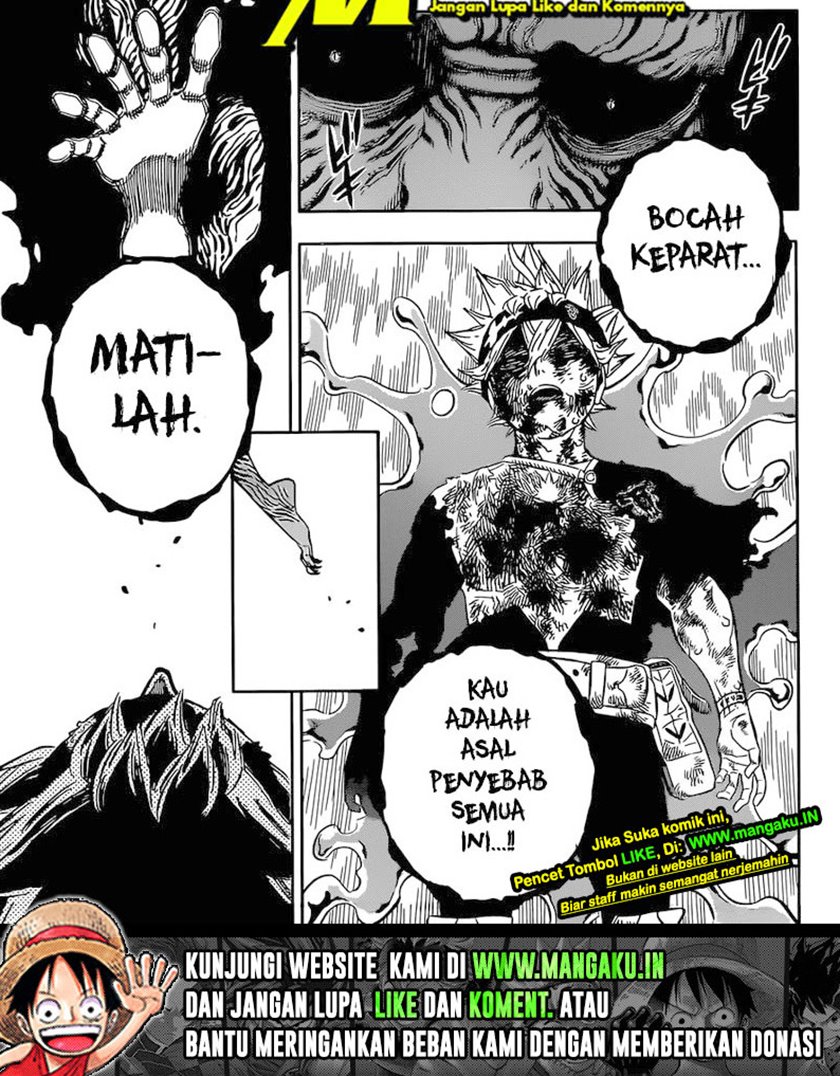 Jangan Lupa Like dan Komennya
BOCAH
KEPARAT...
MATI-
LAH.
KAU
ADALAH
ASAL
PENYEBAB
SEMUA
INI...!!
Jika Suka komik ini,
Pencet Tombol LIKE, Di: www.mangaku.IN
Bukan di website lain
Biar staff makin semangat nerjemahin
KUNJUNGI WEBSITE KAMI DI WWW.MANGAKU.IN
DAN JANGAN LUPA LIKE DAN KOMENT. ATAU
BANTU MERINGANKAN BEBAN KAMI DENGAN MEMBERIKAN DONASI